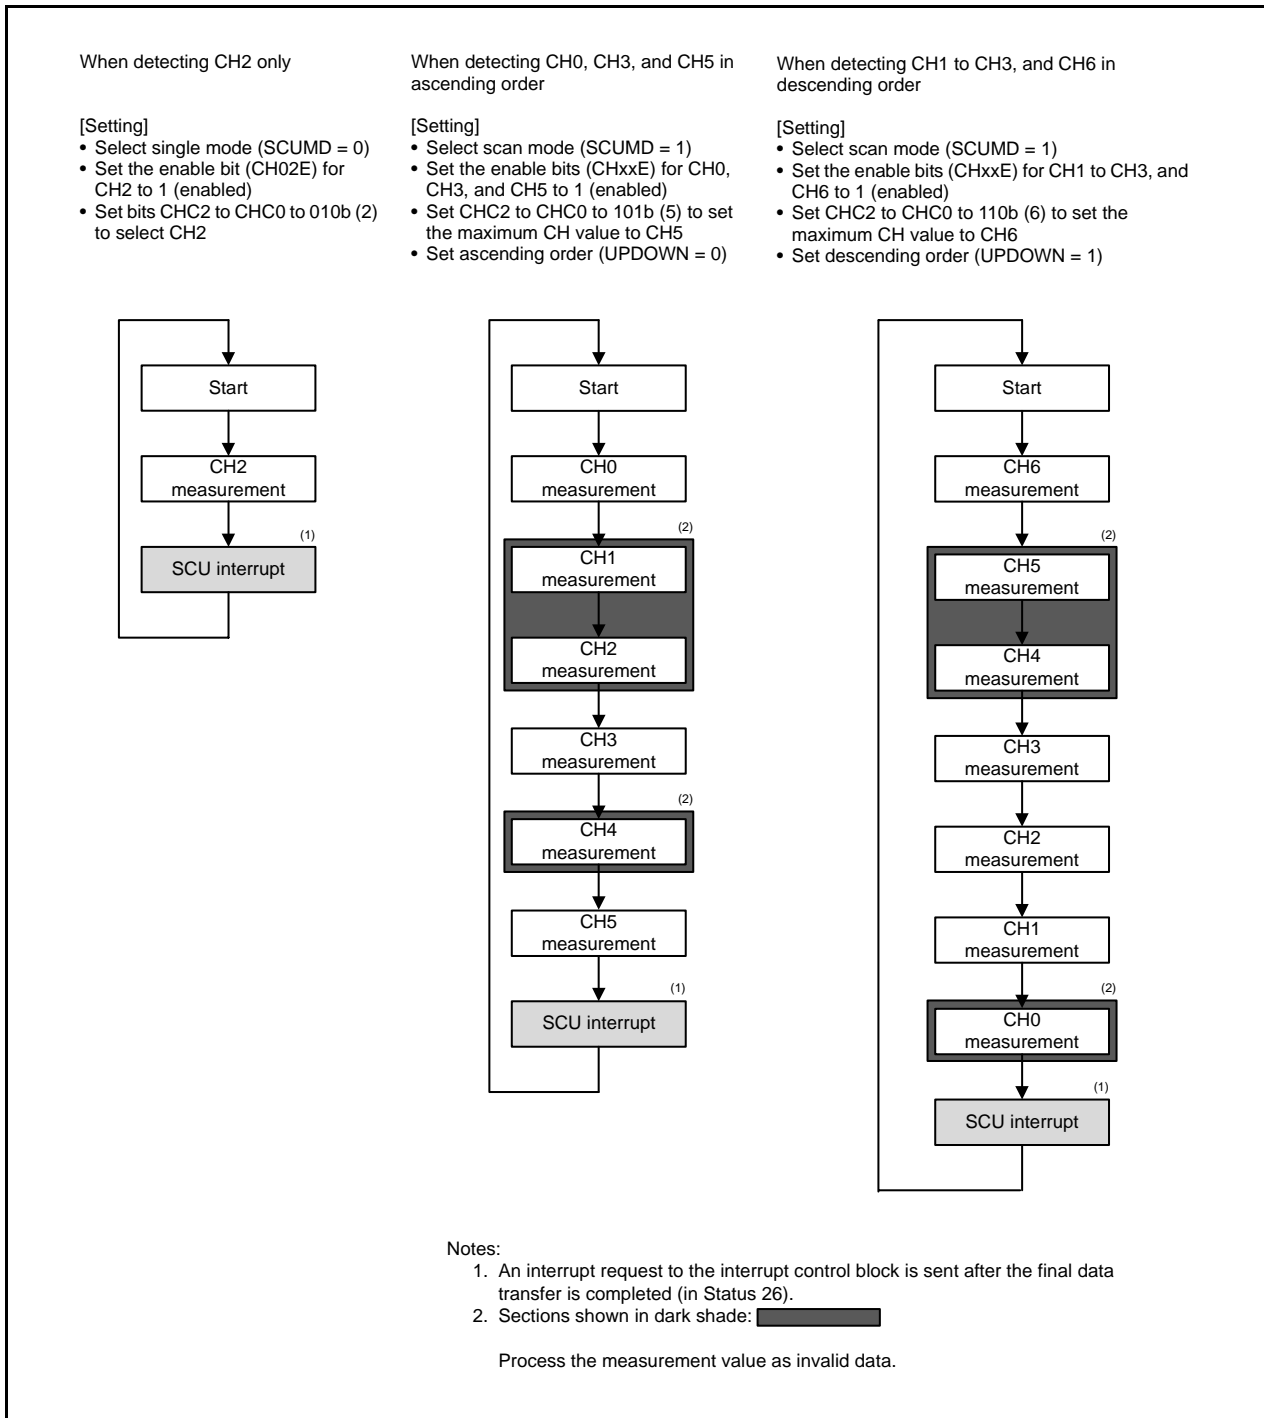 When detecting CH2 only
[Setting]
• Select single mode (SCUMD = 0)
• Set the enable bit (CH02E) for
CH2 to 1 (enabled)
• Set bits CHC2 to CHC0 to 010b (2)
to select CH2
Start
CH2
measurement
(1)
SCU interrupt
When detecting CH0, CH3, and CH5 in
ascending order
[Setting]
• Select scan mode (SCUMD = 1)
• Set the enable bits (CHxxE) for CH0,
CH3, and CH5 to 1 (enabled)
• Set CHC2 to CHC0 to 101b (5) to set
the maximum CH value to CH5
• Set ascending order (UPDOWN = 0)
Start
CH0
measurement
(2)
CH1
measurement
CH2
measurement
CH3
measurement
(2)
CH4
measurement
CH5
measurement
(1)
SCU interrupt
When detecting CH1 to CH3, and CH6 in
descending order
[Setting]
• Select scan mode (SCUMD = 1)
• Set the enable bits (CHxxE) for CH1 to CH3, and
CH6 to 1 (enabled)
• Set CHC2 to CHC0 to 110b (6) to set the
maximum CH value to CH6
• Set descending order (UPDOWN = 1)
Start
CH6
measurement
(2)
CH5
measurement
CH4
measurement
CH3
measurement
CH2
measurement
CH1
measurement
(2)
CH0
measurement
(1)
SCU interrupt
Notes:
1. An interrupt request to the interrupt control block is sent after the final data
transfer is completed (in Status 26).
2. Sections shown in dark shade:
Process the measurement value as invalid data.